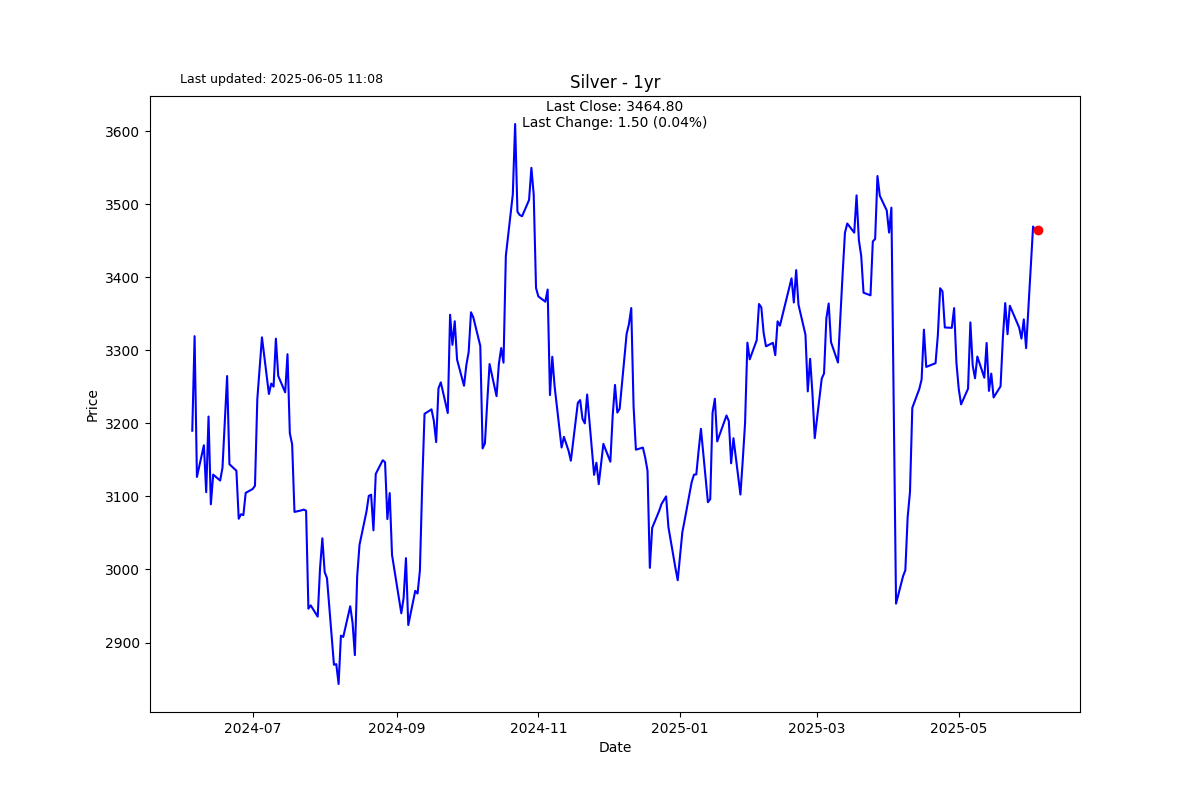 Last updated: 2025-06-05 11:08
Silver - 1yr
Last Close: 3464.80
Last Change: 1.50 (0.04%)
3600
3500
3400
3300
3200
3100
3000
2900
Price
2024-07 2024-09 2024-11 2025-01 2025-03 2025-05
Date